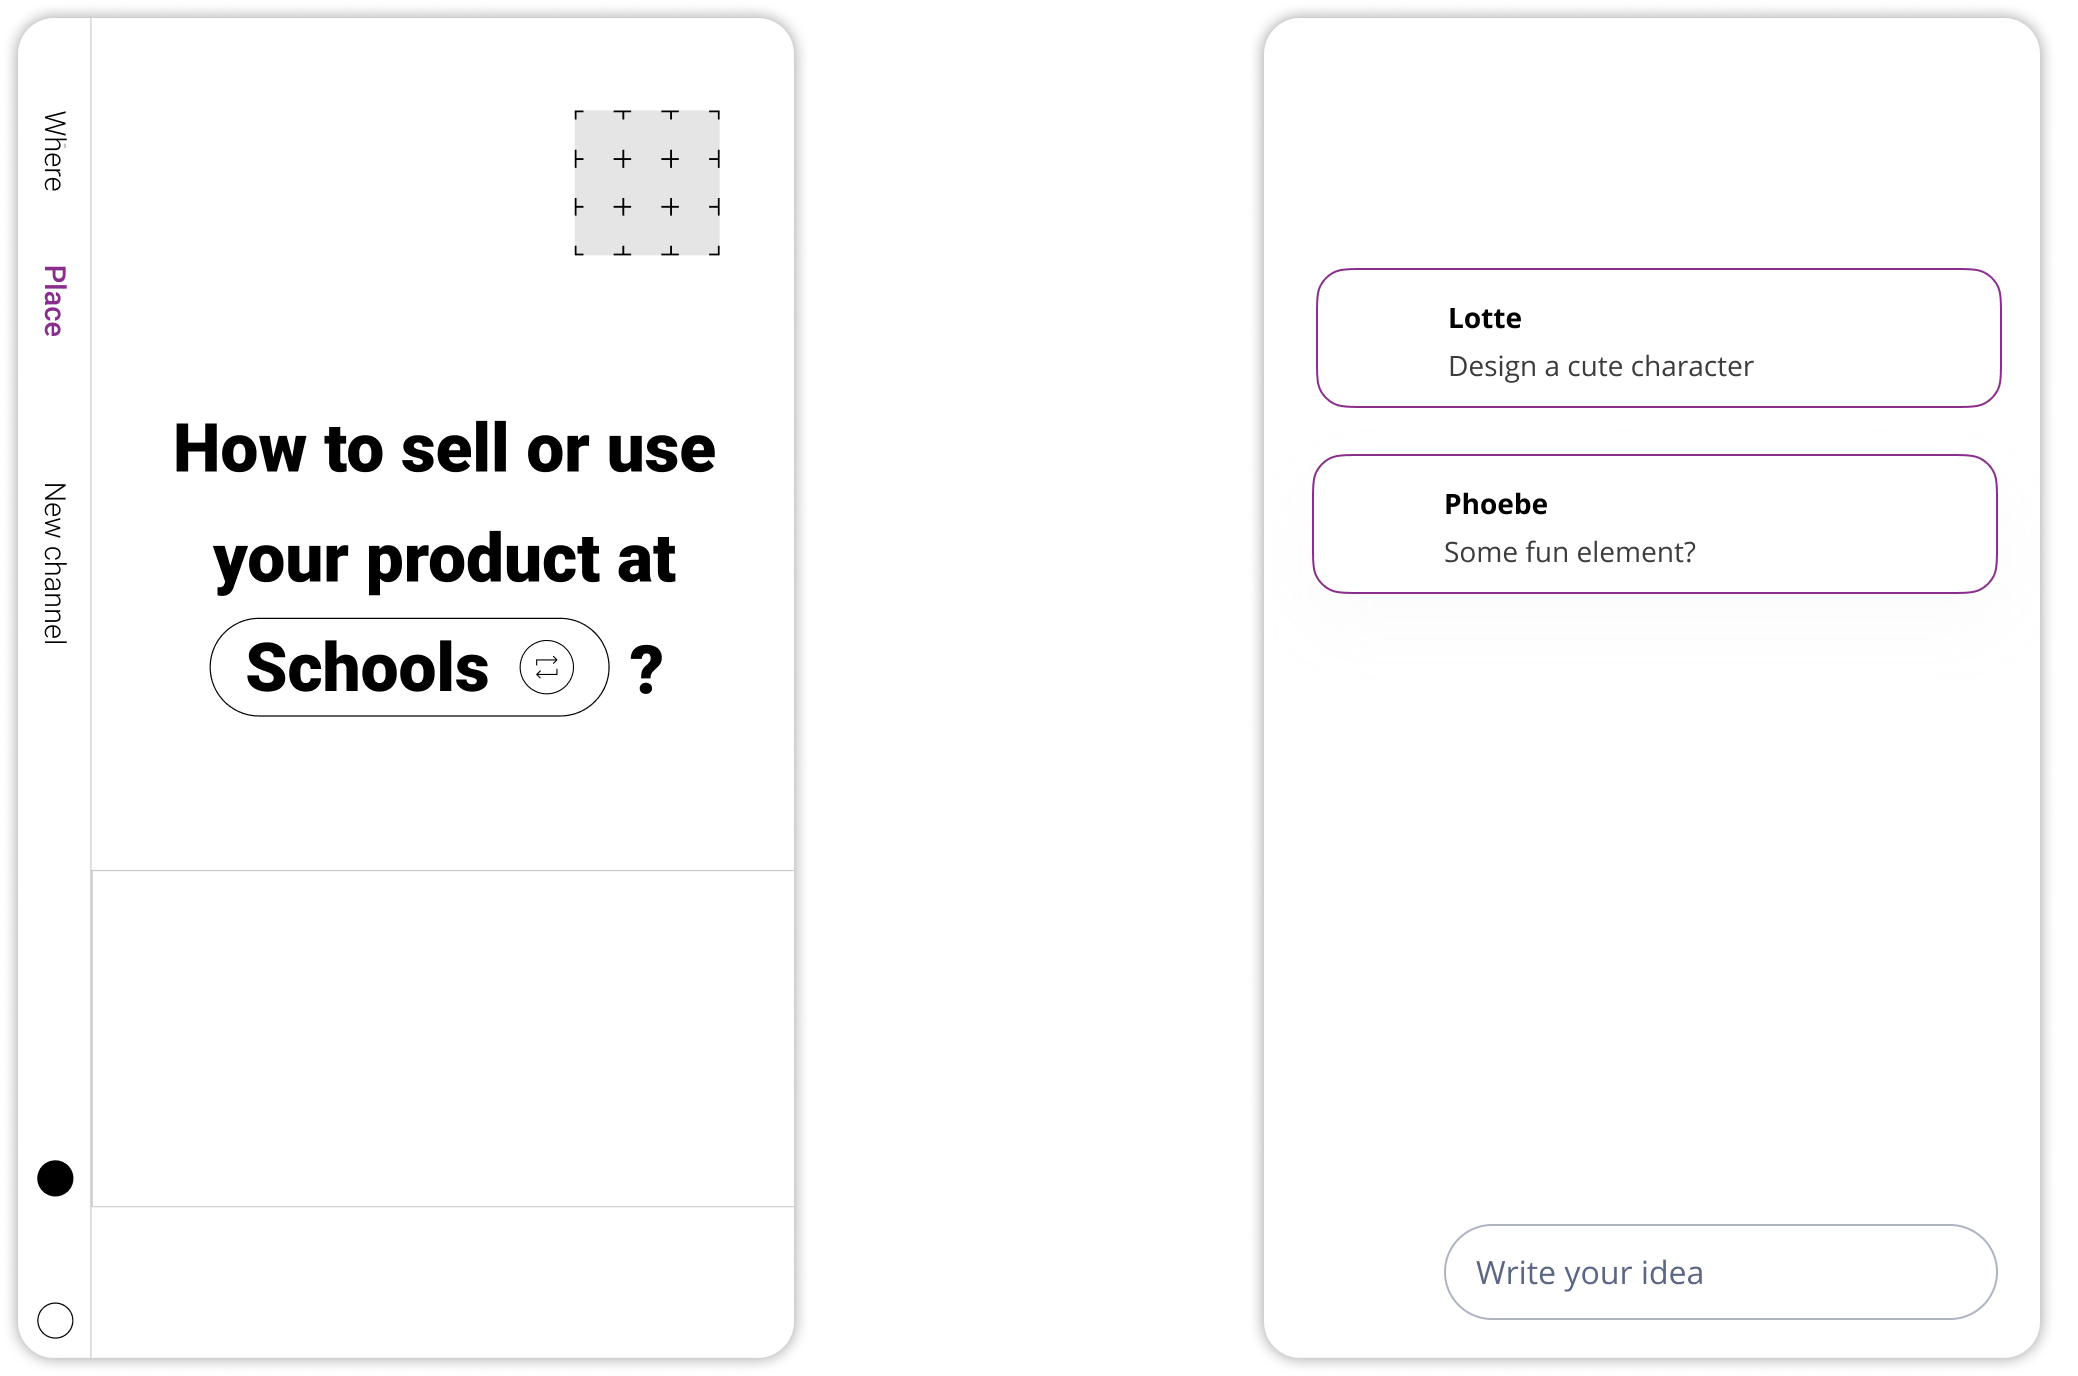 Where
Place
New channel
How to sell or use
your product at
Schools ?
Lotte
Design a cute character
Phoebe
Some fun element?
Write your idea